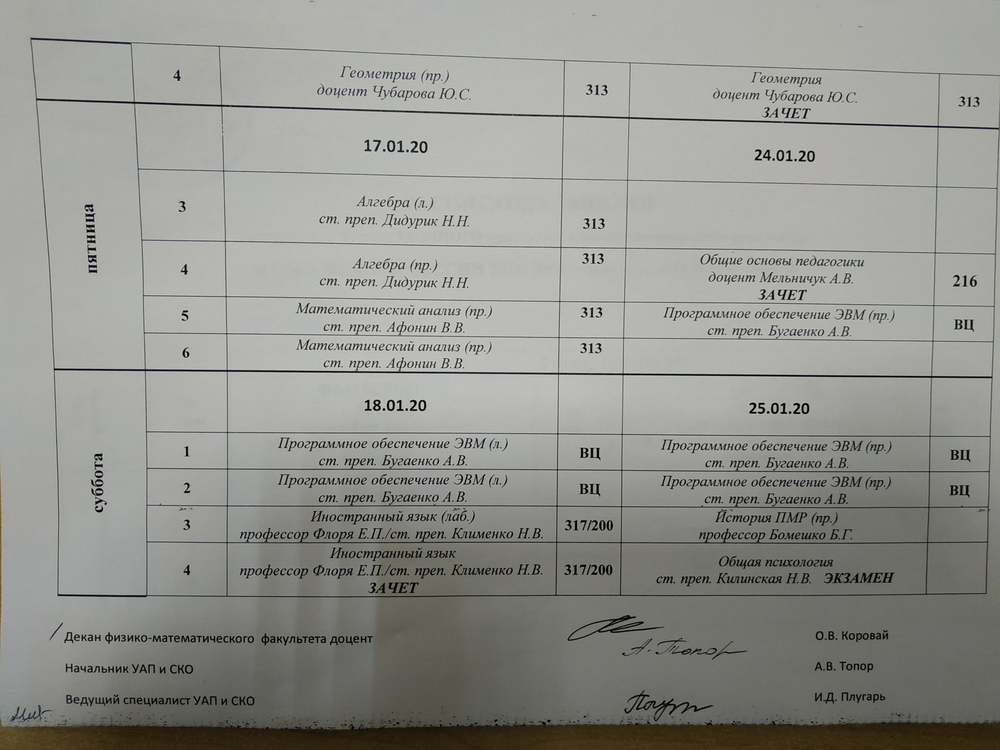 4
Геометрия (пр.)
доцент Чубарова Ю.С.
313
Геометрия
доцент Чубарова Ю.С.
ЗАЧЕТ
313
пятница
17.01.20
24.01.20
3
Алгебра (л.)
ст. преп. Дидурик Н.Н.
313
4
Алгебра (пр.)
ст. преп. Дидурик Н.Н.
313
Общие основы педагогики
доцент Мельничук А.В.
ЗАЧЕТ
216
5
Математический анализ (пр.)
ст. преп. Афонин В.В.
313
Программное обеспечение ЭВМ (пр.)
ст. преп. Бугаенко А.В.
ВЦ
6
Математический анализ (пр.)
ст. преп. Афонин В.В.
313
суббота
18.01.20
25.01.20
1
Программное обеспечение ЭВМ (л.)
ст. преп. Бугаенко А.В.
ВЦ
Программное обеспечение ЭВМ (пр.)
ст. преп. Бугаенко А.В.
ВЦ
2
Программное обеспечение ЭВМ (л.)
ст. преп. Бугаенко А.В.
ВЦ
Программное обеспечение ЭВМ (пр.)
ст. преп. Бугаенко А.В.
ВЦ
3
Иностранный язык (лаб.)
профессор Флоря Е.П./ст. преп. Клименко Н.В.
317/200
История ПМР (пр.)
профессор Бомешко Б.Г.
4
Иностранный язык
профессор Флоря Е.П./ст. преп. Клименко Н.В.
ЗАЧЕТ
317/200
Общая психология
ст. преп. Килинская Н.В. ЭКЗАМЕН
Декан физико-математического факультета доцент
О.В. Коровай
А. Топор
Начальник УАП и СКО
А.В. Топор
Ведущий специалист УАП и СКО
И.Д. Плугарь